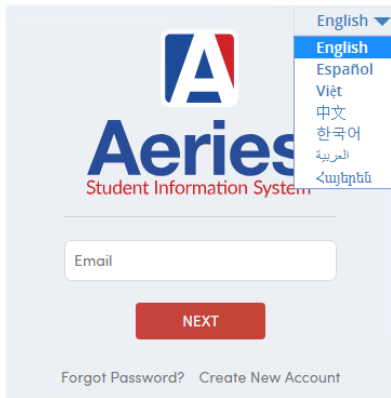 English
English
Español
Việt
中文
한국어
العربية
Հայերեն
Aeries
Student Information System
Email
NEXT
Forgot Password? Create New Account